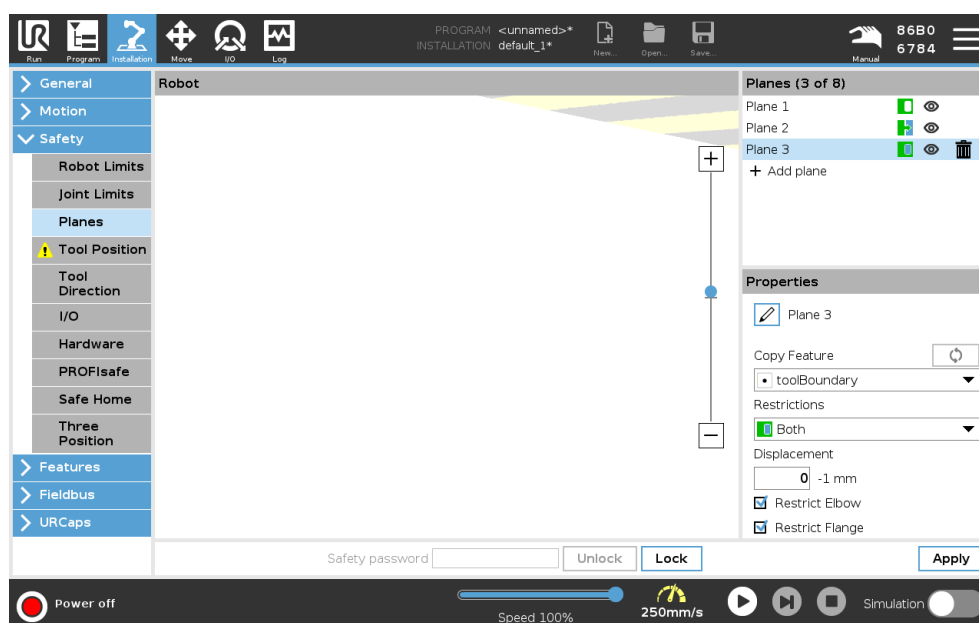 PROGRAM <unnamed>*
INSTALLATION default_1*
UR
Run
Program
Installation
Move
I/O
Log
New...
Open...
Save...
Manual
86B0
6784
General
Motion
Safety
Robot Limits
Joint Limits
Planes
Tool Position
Tool
Direction
I/O
Hardware
PROFIsafe
Safe Home
Three
Position
Features
Fieldbus
URCaps
Robot
Planes (3 of 8)
Plane 1
Plane 2
Plane 3
+ Add plane
Properties
Plane 3
Copy Feature
toolBoundary
Restrictions
Both
Displacement
0 -1 mm
Restrict Elbow
Restrict Flange
Safety password
Unlock
Lock
Apply
Power off
Speed 100%
250mm/s
Simulation